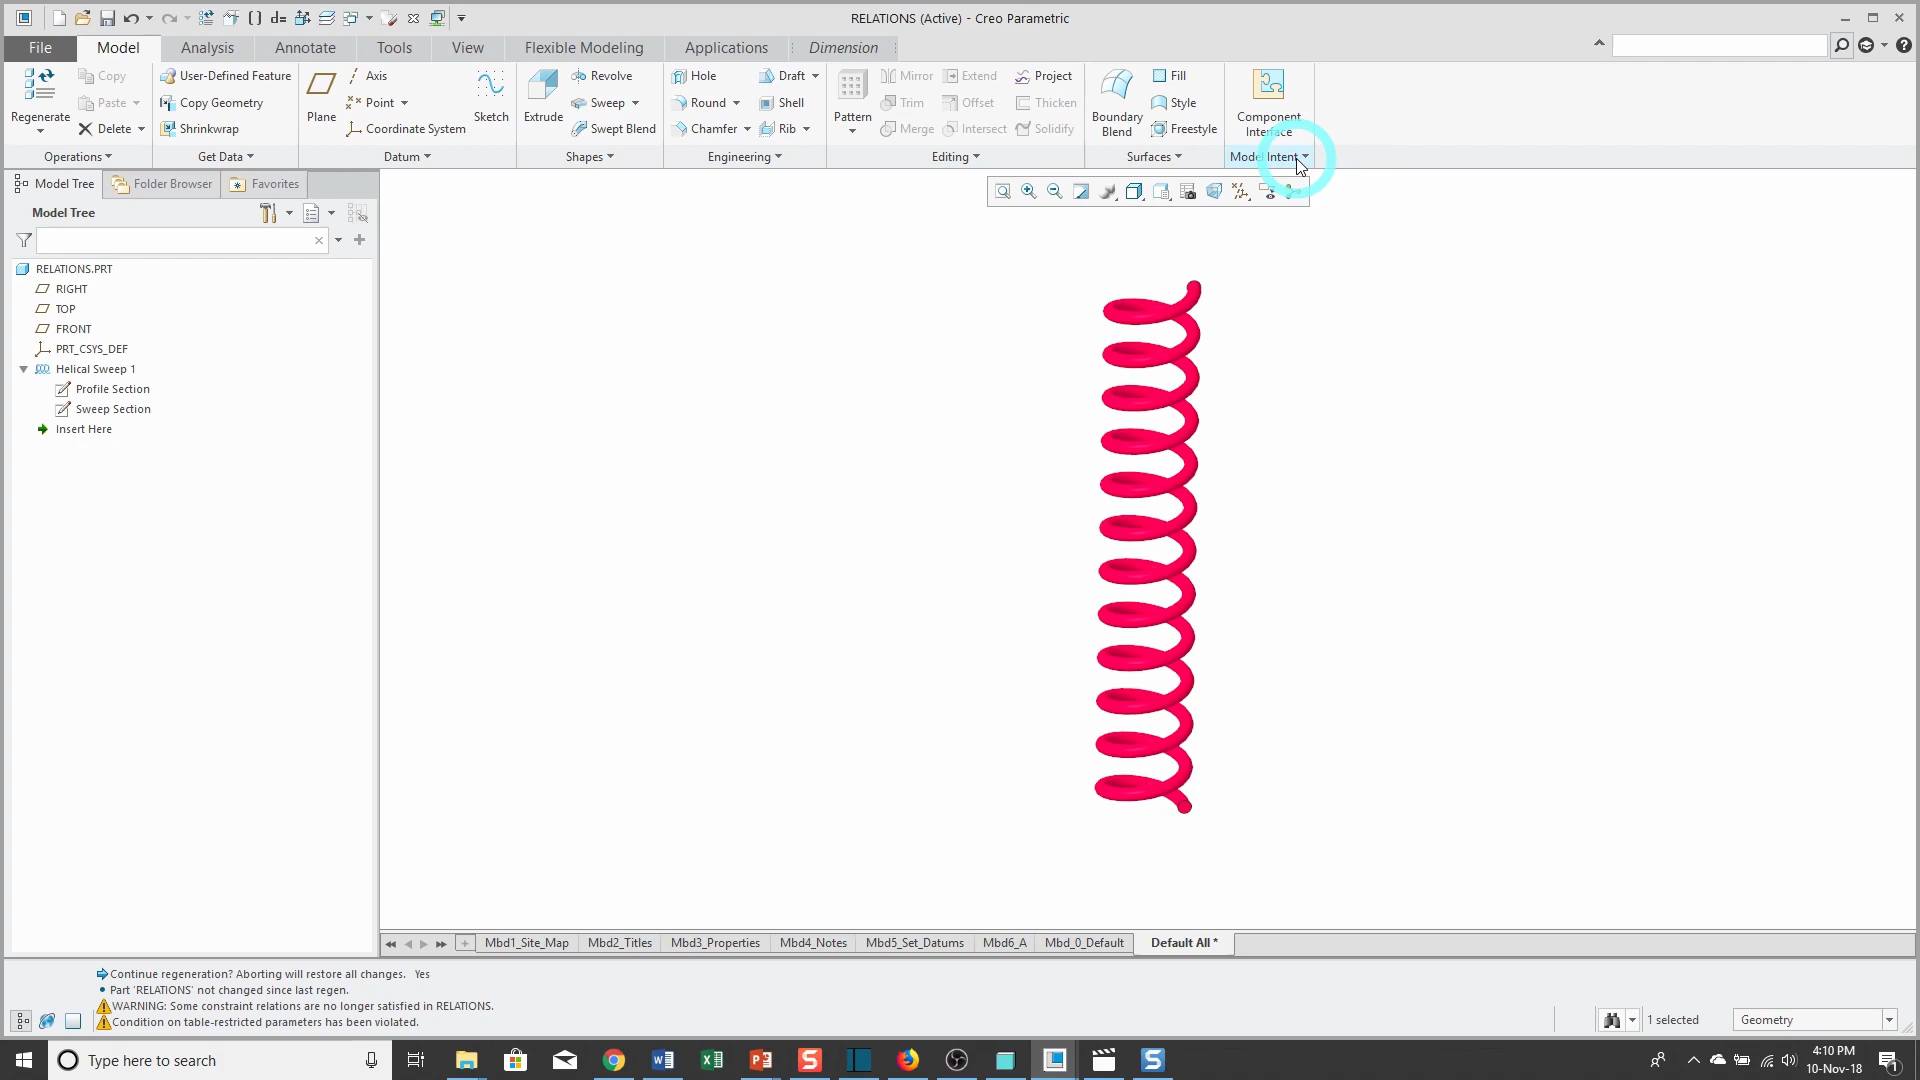 RELATIONS (Active) - Creo Parametric
File Model Analysis Annotate Tools View Flexible Modeling Applications Dimension
Regenerate
Copy
Paste
Delete
Operations
User-Defined Feature
Copy Geometry
Shrinkwrap
Get Data
Plane
Axis
Point
Coordinate System
Sketch
Datum
Extrude
Revolve
Sweep
Swept Blend
Shapes
Hole
Round
Chamfer
Draft
Shell
Rib
Engineering
Pattern
Mirror
Trim
Merge
Extend
Offset
Intersect
Project
Thicken
Solidify
Editing
Boundary
Blend
Fill
Style
Freestyle
Surfaces
Component
Interface
Model Intent
Model Tree Folder Browser Favorites
Model Tree
RELATIONS.PRT
RIGHT
TOP
FRONT
PRT_CSYS_DEF
Helical Sweep 1
Profile Section
Sweep Section
Insert Here
Mbd1_Site_Map Mbd2_Titles Mbd3_Properties Mbd4_Notes Mbd5_Set_Datums Mbd6_A Mbd_0_Default Default All *
Continue regeneration? Aborting will restore all changes. Yes
• Part 'RELATIONS' not changed since last regen.
WARNING: Some constraint relations are no longer satisfied in RELATIONS.
Condition on table-restricted parameters has been violated.
1 selected
Geometry
Type here to search
4:10 PM
10-Nov-18
1